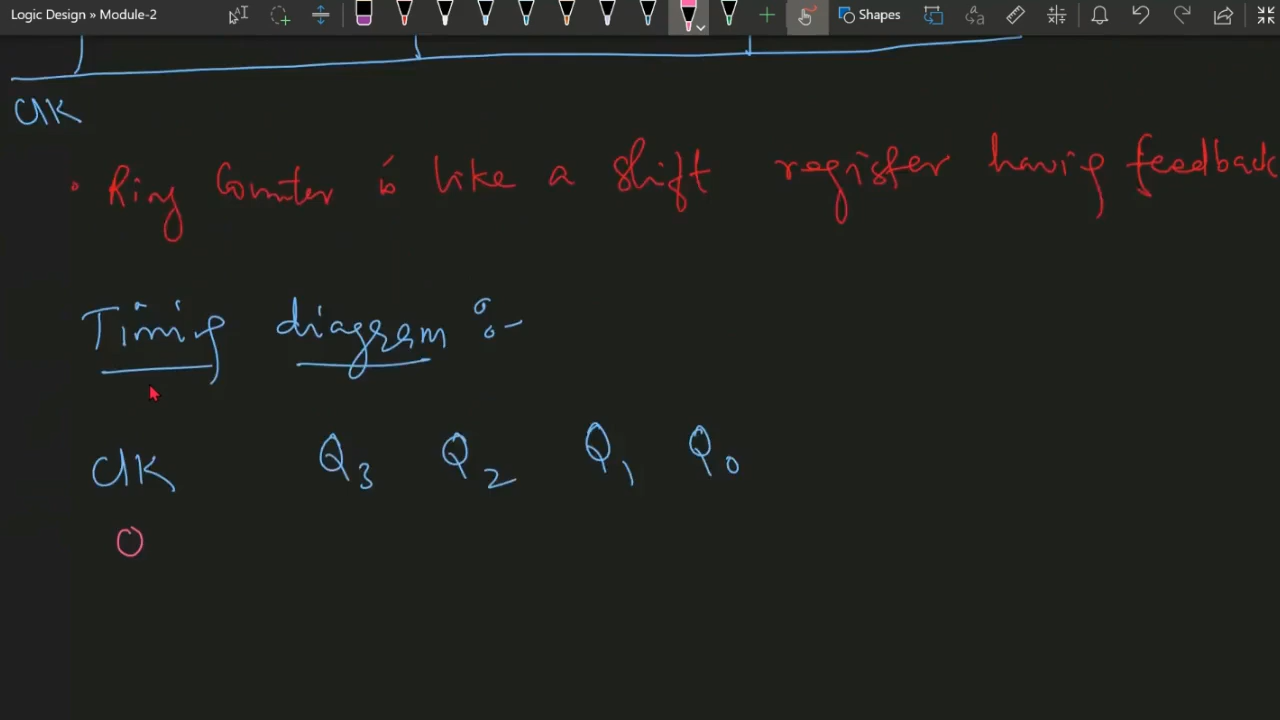 Logic Design » Module-2
Shapes
Clk
• Ring Counter is like a shift register having feedback
Timing diagram :-
Clk Q3 Q2 Q1 Q0
0